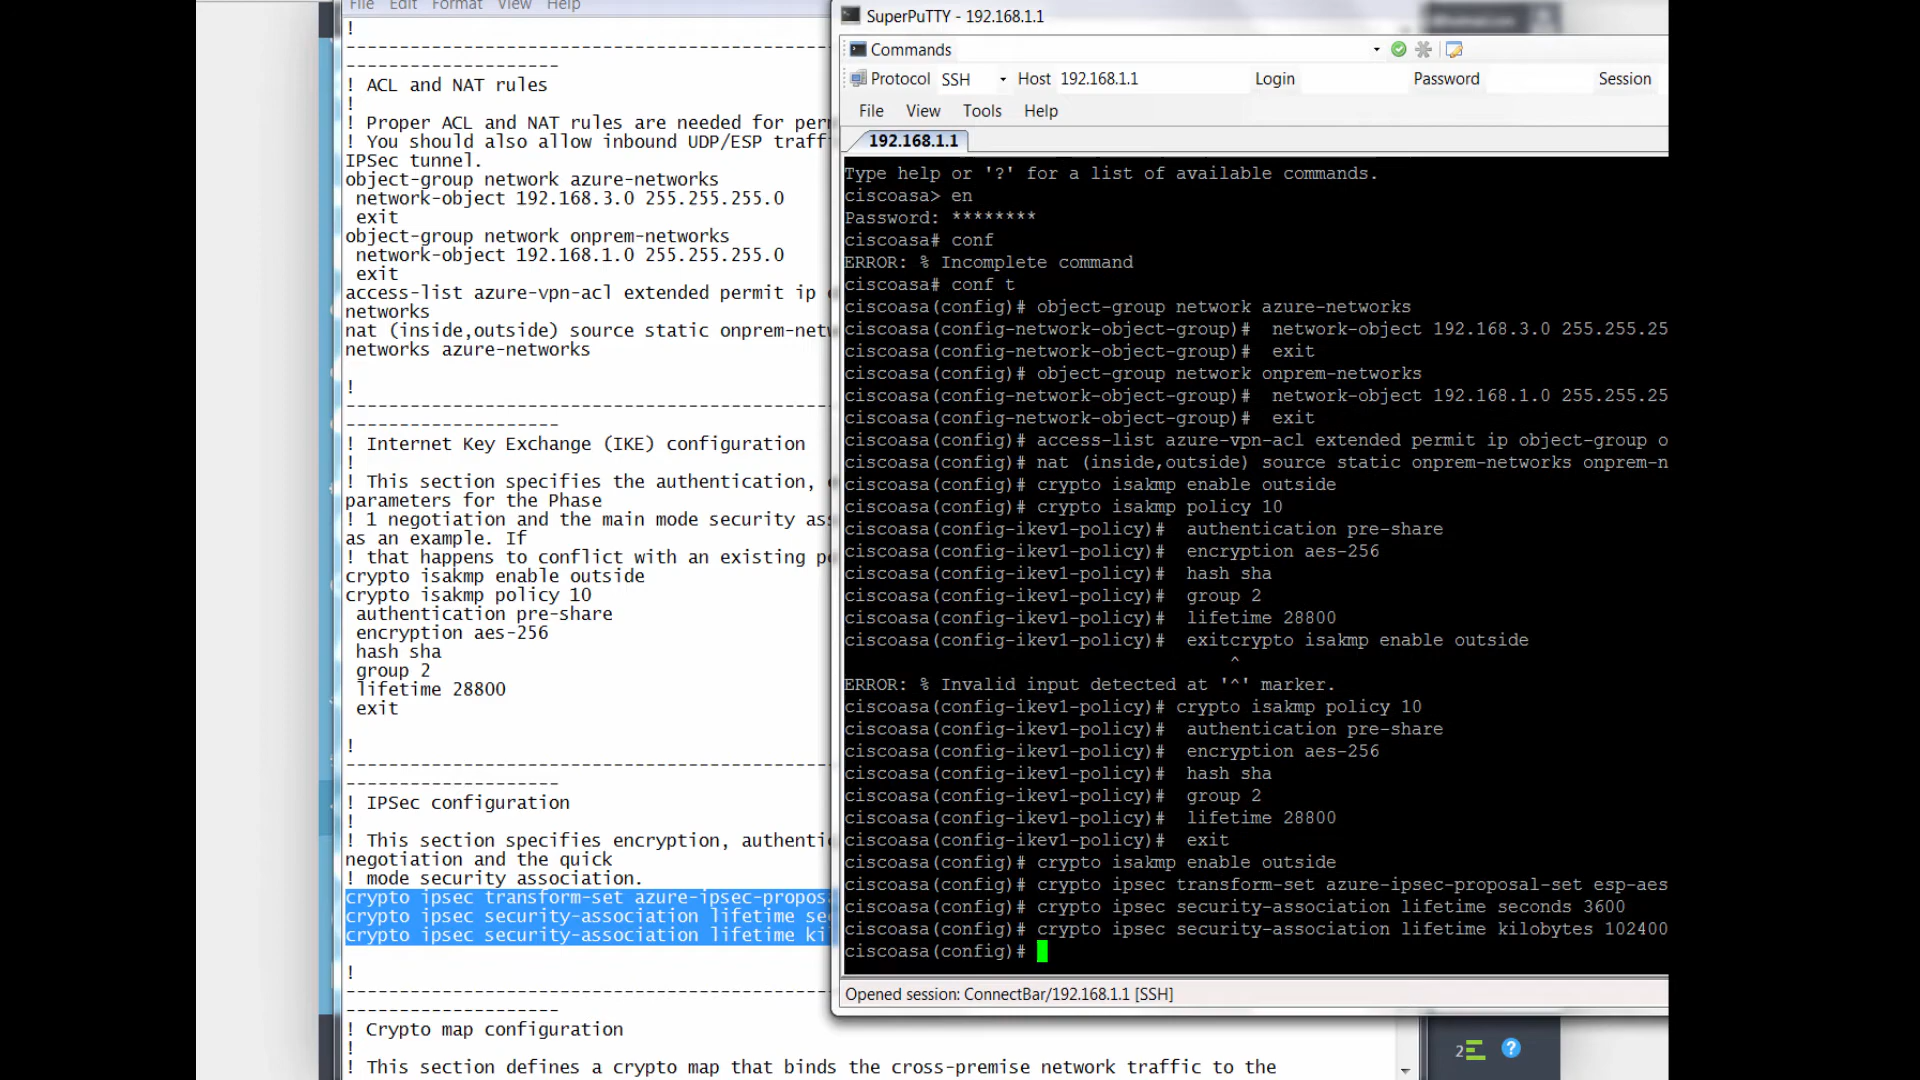 File Edit Format View Help
!
--------------------------------------------------
--------------------
! ACL and NAT rules
!
! Proper ACL and NAT rules are needed for per
! You should also allow inbound UDP/ESP traff
IPSec tunnel.
object-group network azure-networks
network-object 192.168.3.0 255.255.255.0
exit
object-group network onprem-networks
network-object 192.168.1.0 255.255.255.0
exit
access-list azure-vpn-acl extended permit ip
networks
nat (inside,outside) source static onprem-net
networks azure-networks
!
--------------------------------------------------
--------------------
! Internet Key Exchange (IKE) configuration
!
! This section specifies the authentication,
parameters for the Phase
! 1 negotiation and the main mode security as
as an example. If
! that happens to conflict with an existing p
crypto isakmp enable outside
crypto isakmp policy 10
authentication pre-share
encryption aes-256
hash sha
group 2
lifetime 28800
exit
!
--------------------------------------------------
--------------------
! IPSec configuration
!
! This section specifies encryption, authenti
negotiation and the quick
! mode security association.
crypto ipsec transform-set azure-ipsec-propos
crypto ipsec security-association lifetime se
crypto ipsec security-association lifetime ki
!
--------------------------------------------------
--------------------
! Crypto map configuration
!
! This section defines a crypto map that binds the cross-premise network traffic to the
SuperPuTTY - 192.168.1.1
Commands
Protocol SSH Host 192.168.1.1 Login Password Session
File View Tools Help
192.168.1.1
Type help or '?' for a list of available commands.
ciscoasa> en
Password: ********
ciscoasa# conf
ERROR: % Incomplete command
ciscoasa# conf t
ciscoasa(config)# object-group network azure-networks
ciscoasa(config-network-object-group)# network-object 192.168.3.0 255.255.25
ciscoasa(config-network-object-group)# exit
ciscoasa(config)# object-group network onprem-networks
ciscoasa(config-network-object-group)# network-object 192.168.1.0 255.255.25
ciscoasa(config-network-object-group)# exit
ciscoasa(config)# access-list azure-vpn-acl extended permit ip object-group o
ciscoasa(config)# nat (inside,outside) source static onprem-networks onprem-n
ciscoasa(config)# crypto isakmp enable outside
ciscoasa(config)# crypto isakmp policy 10
ciscoasa(config-ikev1-policy)# authentication pre-share
ciscoasa(config-ikev1-policy)# encryption aes-256
ciscoasa(config-ikev1-policy)# hash sha
ciscoasa(config-ikev1-policy)# group 2
ciscoasa(config-ikev1-policy)# lifetime 28800
ciscoasa(config-ikev1-policy)# exitcrypto isakmp enable outside
^
ERROR: % Invalid input detected at '^' marker.
ciscoasa(config-ikev1-policy)# crypto isakmp policy 10
ciscoasa(config-ikev1-policy)# authentication pre-share
ciscoasa(config-ikev1-policy)# encryption aes-256
ciscoasa(config-ikev1-policy)# hash sha
ciscoasa(config-ikev1-policy)# group 2
ciscoasa(config-ikev1-policy)# lifetime 28800
ciscoasa(config-ikev1-policy)# exit
ciscoasa(config)# crypto isakmp enable outside
ciscoasa(config)# crypto ipsec transform-set azure-ipsec-proposal-set esp-aes
ciscoasa(config)# crypto ipsec security-association lifetime seconds 3600
ciscoasa(config)# crypto ipsec security-association lifetime kilobytes 102400
ciscoasa(config)#
Opened session: ConnectBar/192.168.1.1 [SSH]
2
?